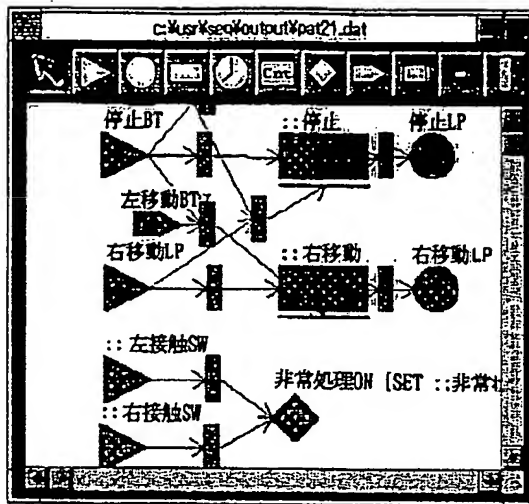 c:¥usr¥seq¥output¥pat21.dat
停止BT
::停止
停止LP
左移動BT
右移動LP
::右移動
右移動LP
::左接触SW
非常処理ON [SET ::非常
::右接触SW